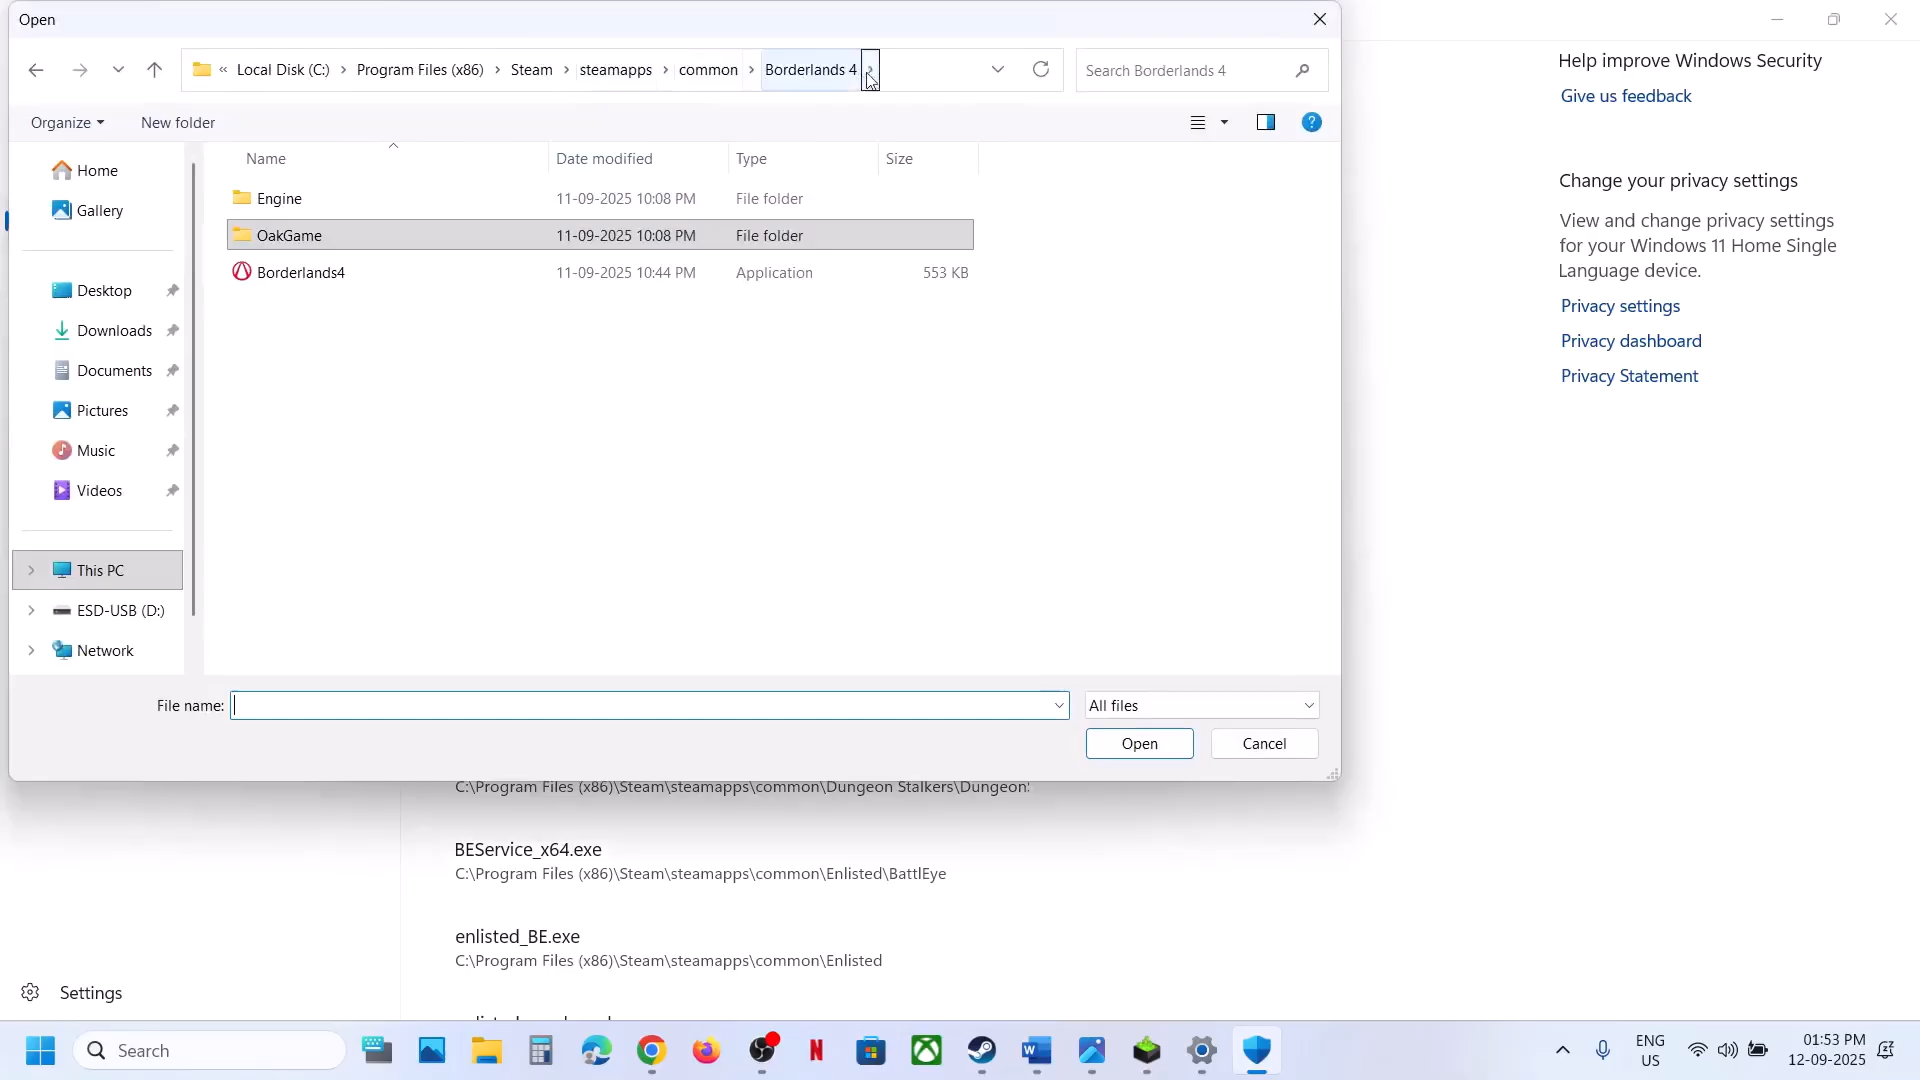 Open
« Local Disk (C:) › Program Files (x86) › Steam › steamapps › common › Borderlands 4 ›
Search Borderlands 4
Organize
New folder
Name
Date modified
Type
Size
Engine
11-09-2025 10:08 PM
File folder
OakGame
11-09-2025 10:08 PM
File folder
Borderlands4
11-09-2025 10:44 PM
Application
553 KB
Home
Gallery
Desktop
Downloads
Documents
Pictures
Music
Videos
This PC
ESD-USB (D:)
Network
File name:
All files
Open
Cancel
Help improve Windows Security
Give us feedback
Change your privacy settings
View and change privacy settings
for your Windows 11 Home Single
Language device.
Privacy settings
Privacy dashboard
Privacy Statement
C:\Program Files (x86)\Steam\steamapps\common\Dungeon Stalkers\Dungeon
BEService_x64.exe
C:\Program Files (x86)\Steam\steamapps\common\Enlisted\BattlEye
enlisted_BE.exe
C:\Program Files (x86)\Steam\steamapps\common\Enlisted
Settings
Search
ENG
US
01:53 PM
12-09-2025